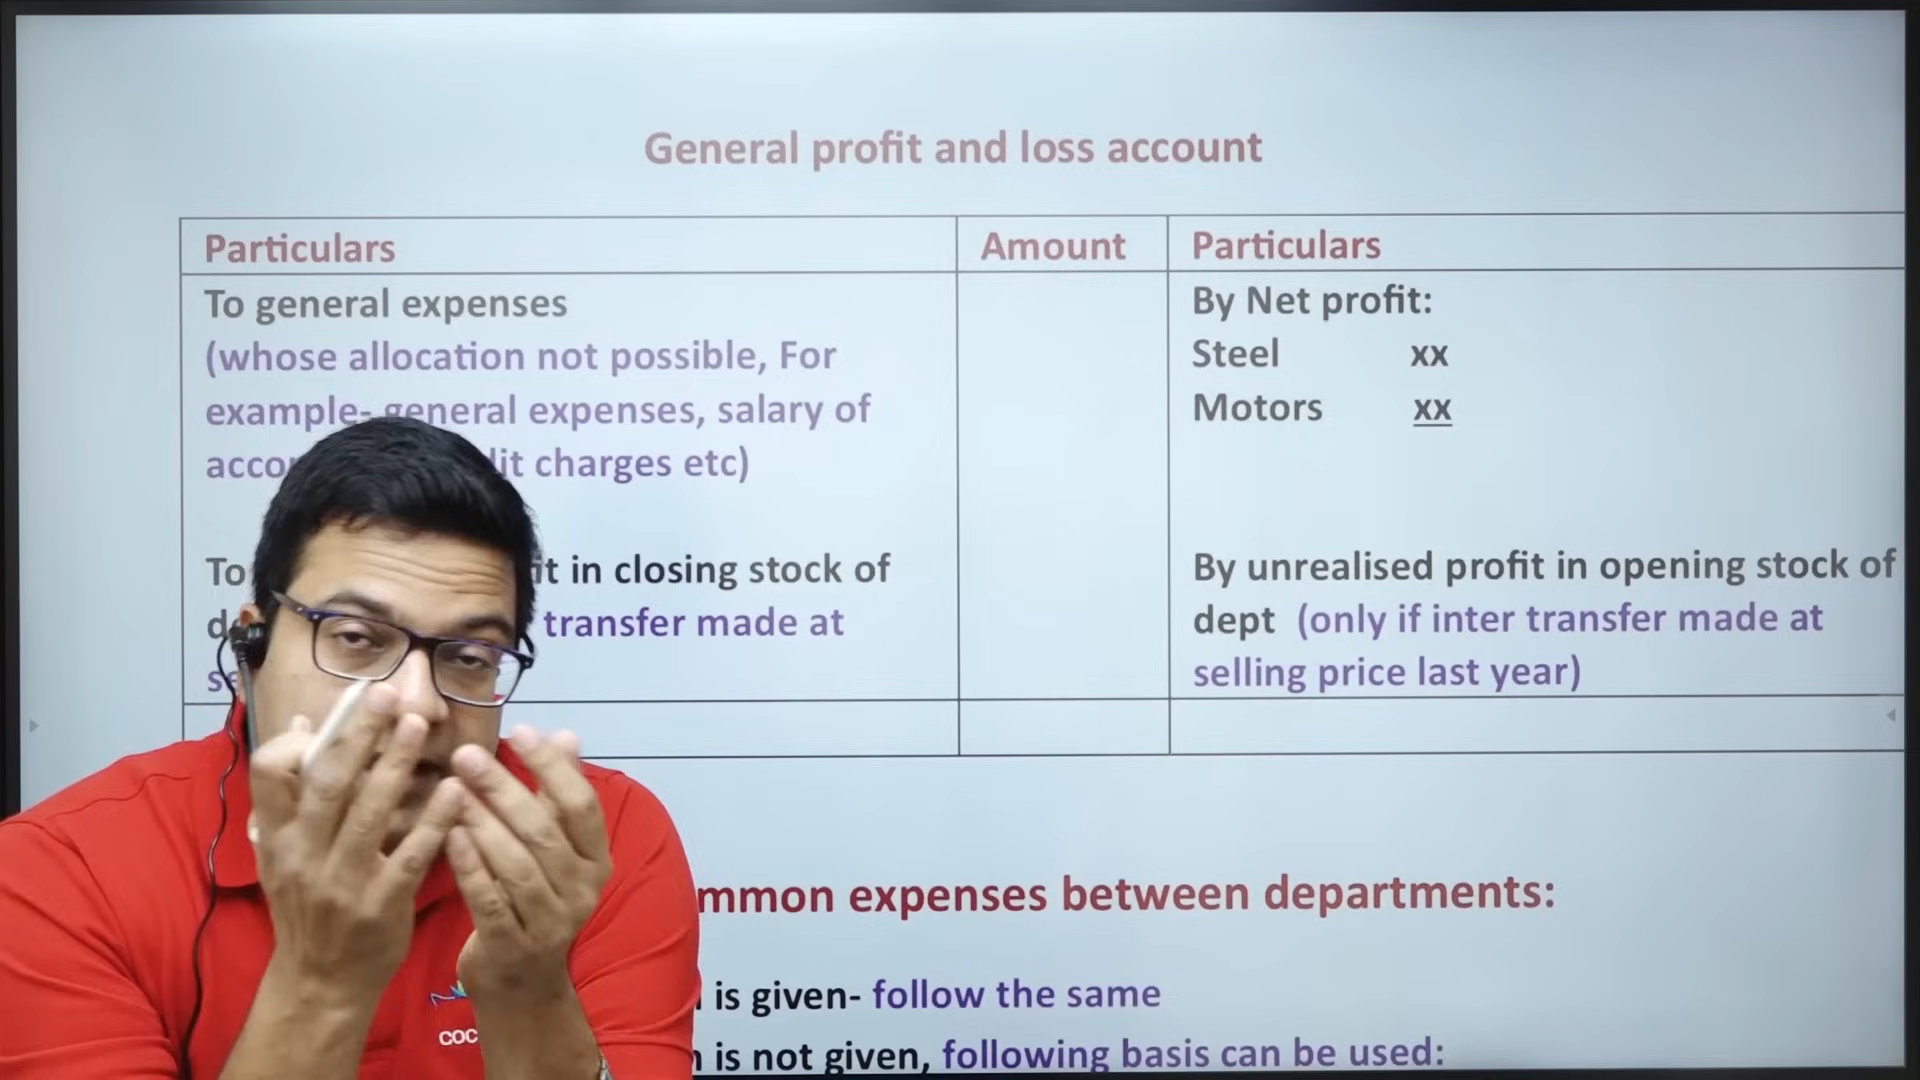 General profit and loss account
Particulars
Amount
Particulars
To general expenses
(whose allocation not possible, For
example- general expenses, salary of
charges etc)
To in closing stock of
transfer made at
By Net profit:
Steel xx
Motors xx
By unrealised profit in opening stock of
dept (only if inter transfer made at
selling price last year)
expenses between departments:
is given- follow the same
is not given, following basis can be used:
COC